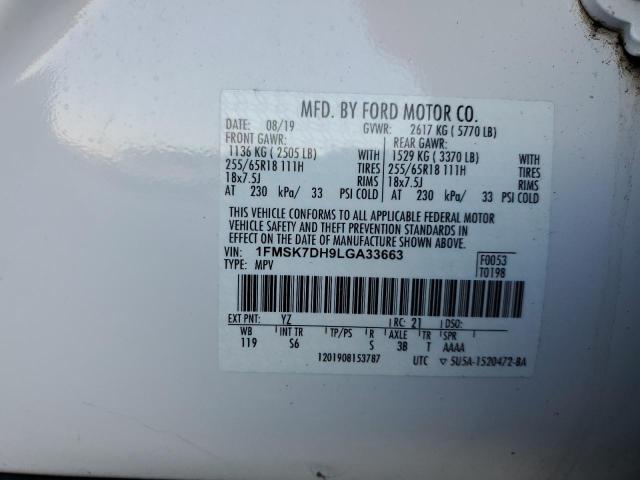 MFD. BY FORD MOTOR CO.
DATE: 08/19 GVWR: 2617 KG ( 5770 LB)
FRONT GAWR: REAR GAWR:
1136 KG ( 2505 LB) WITH 1529 KG ( 3370 LB) WITH
255/65R18 111H TIRES 255/65R18 111H TIRES
18x7.5J RIMS 18x7.5J RIMS
AT 230 kPa/ 33 PSI COLD AT 230 kPa/ 33 PSI COLD
THIS VEHICLE CONFORMS TO ALL APPLICABLE FEDERAL MOTOR
VEHICLE SAFETY AND THEFT PREVENTION STANDARDS IN
EFFECT ON THE DATE OF MANUFACTURE SHOWN ABOVE.
VIN: 1FMSK7DH9LGA33663 F0053
TYPE: MPV T0198
EXT PNT: YZ RC: 21 DSO:
WB INT TR TP/PS R AXLE TR SPR
119 S6 S 3B T AAAA
1201908153787 UTC ▽ 5U5A-1520472-BA